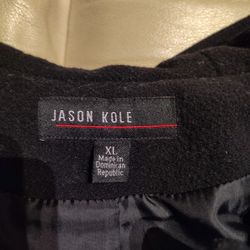 JASON KOLE
XL
Made in
Dominican
Republic